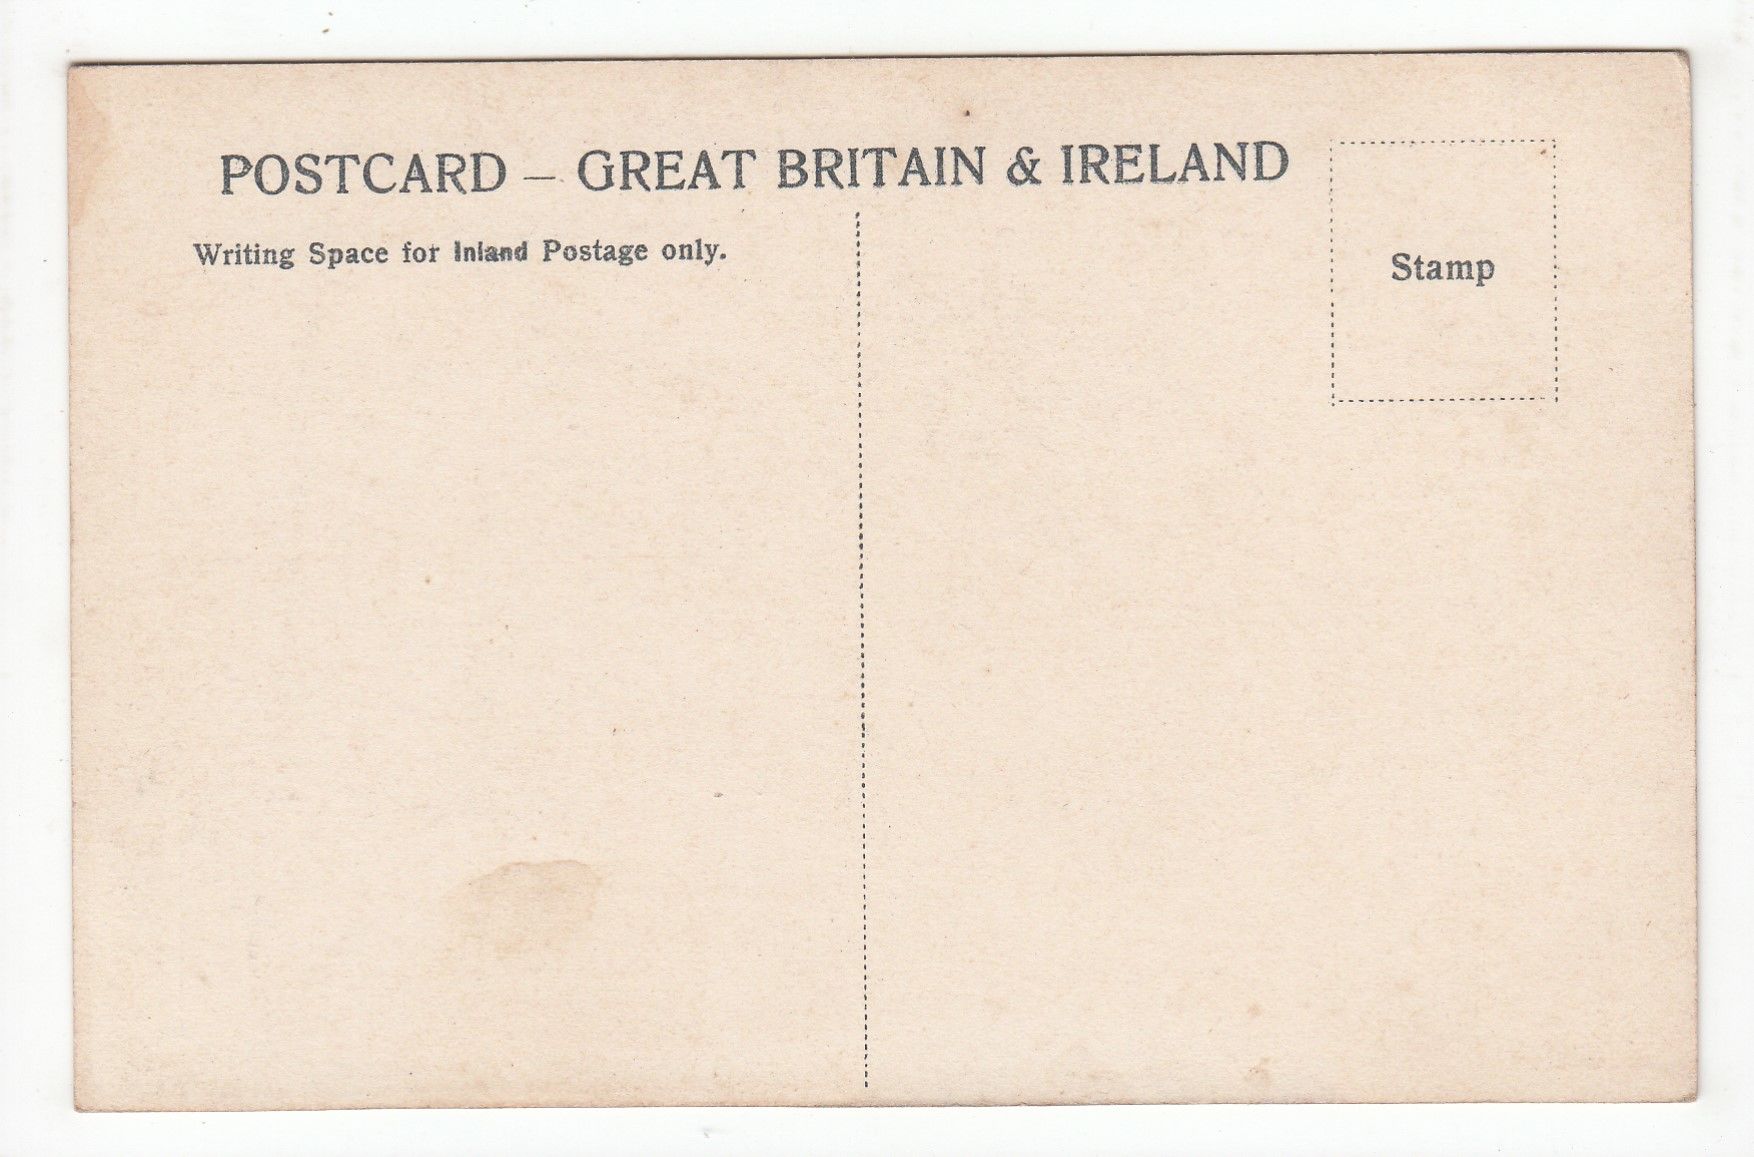 POSTCARD – GREAT BRITAIN & IRELAND
Writing Space for Inland Postage only.
Stamp